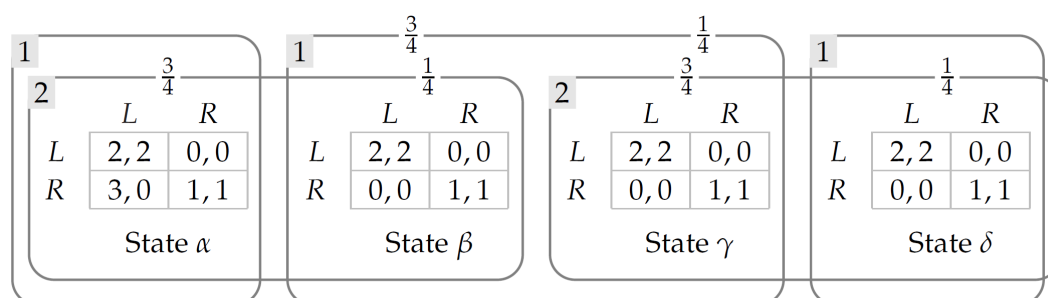 1 1 3/4 1/4 1
2 3/4 1/4 2 3/4 1/4
L R L R L R L R
L 2, 2 0, 0 L 2, 2 0, 0 L 2, 2 0, 0 L 2, 2 0, 0
R 3, 0 1, 1 R 0, 0 1, 1 R 0, 0 1, 1 R 0, 0 1, 1
State α State β State γ State δ